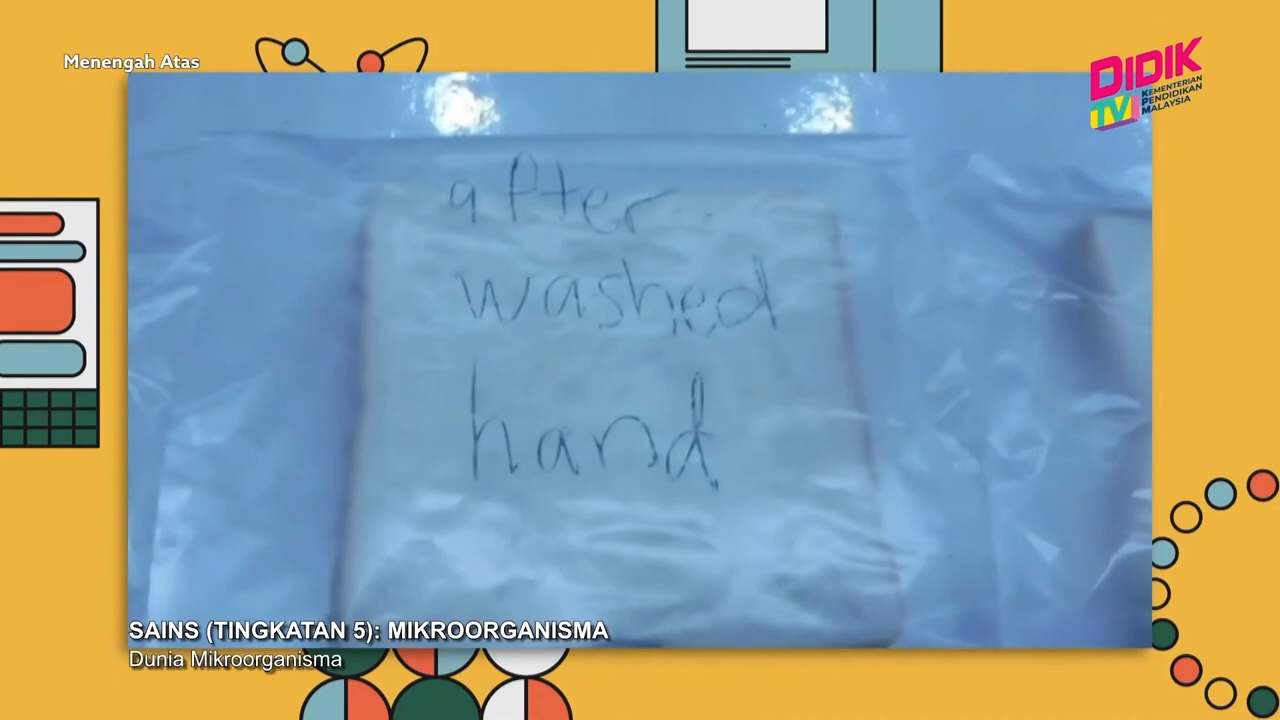 Menengah Atas
DIDIK
TV
KEMENTERIAN
PENDIDIKAN
MALAYSIA
after
washed
hand
SAINS (TINGKATAN 5): MIKROORGANISMA
Dunia Mikroorganisma